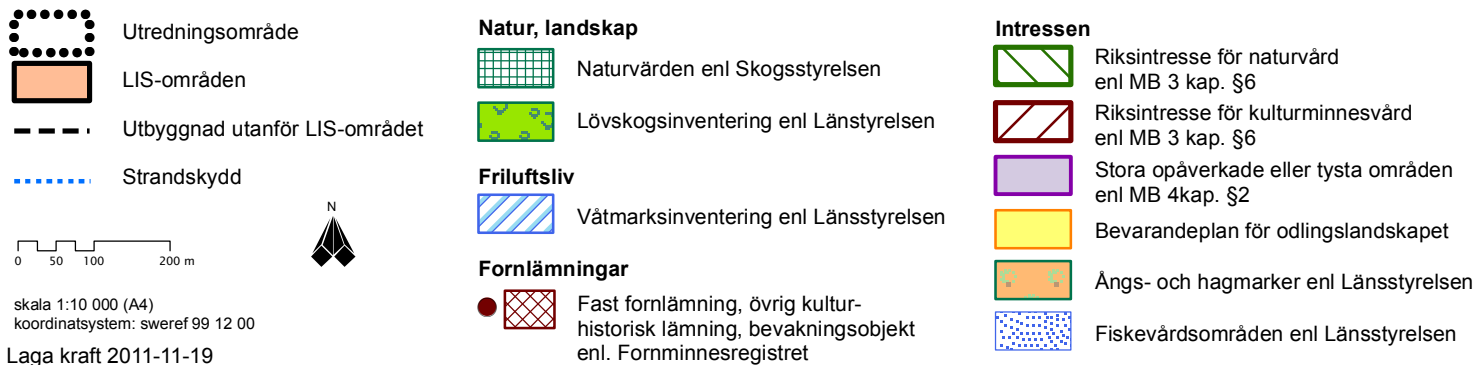 Utredningsområde
LIS-områden
Utbyggnad utanför LIS-området
Strandskydd
N
0 50 100 200 m
skala 1:10 000 (A4)
koordinatsystem: sweref 99 12 00
Laga kraft 2011-11-19
Natur, landskap
Naturvärden enl Skogsstyrelsen
Lövskogsinventering enl Länstyrelsen
Friluftsliv
Våtmarksinventering enl Länsstyrelsen
Fornlämningar
Fast fornlämning, övrig kultur-
historisk lämning, bevakningsobjekt
enl. Fornminnesregistret
Intressen
Riksintresse för naturvård
enl MB 3 kap. §6
Riksintresse för kulturminnesvård
enl MB 3 kap. §6
Stora opåverkade eller tysta områden
enl MB 4kap. §2
Bevarandeplan för odlingslandskapet
Ångs- och hagmarker enl Länsstyrelsen
Fiskevårdsområden enl Länsstyrelsen